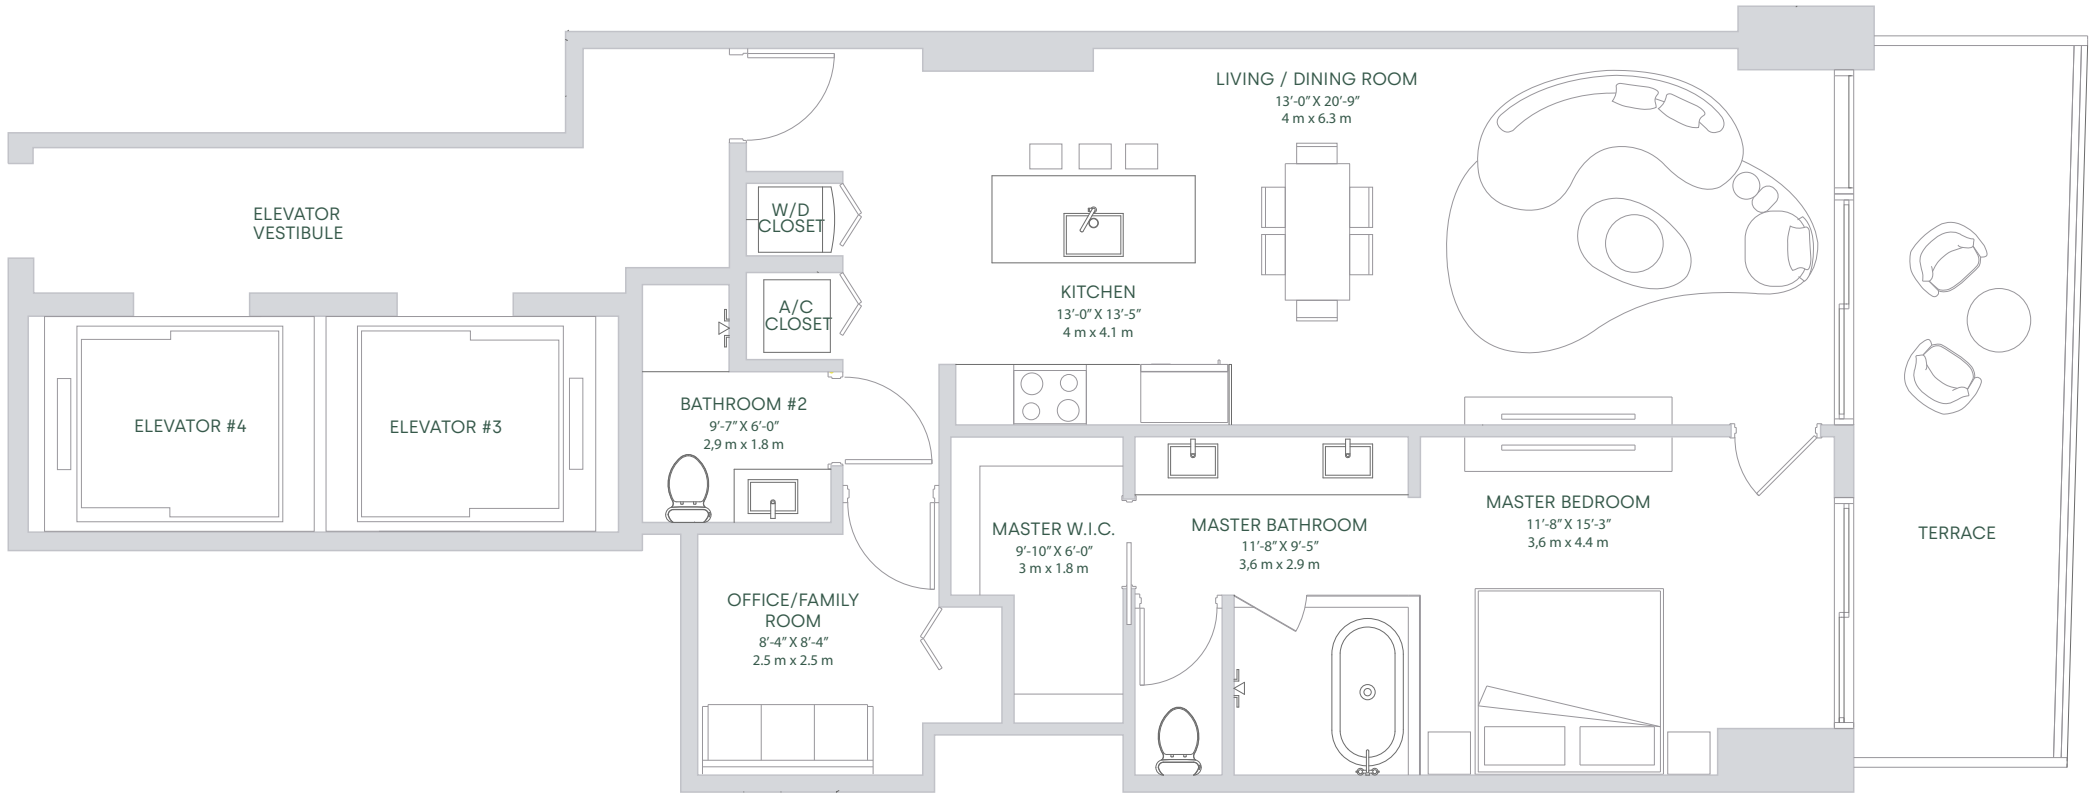 LIVING / DINING ROOM
13'-0" X 20'-9"
4 m x 6.3 m
ELEVATOR
VESTIBULE
W/D
CLOSET
A/C
CLOSET
KITCHEN
13'-0" X 13'-5"
4 m x 4.1 m
ELEVATOR #4
ELEVATOR #3
BATHROOM #2
9'-7" X 6'-0"
2,9 m x 1.8 m
MASTER W.I.C.
9'-10" X 6'-0"
3 m x 1.8 m
MASTER BATHROOM
11'-8" X 9'-5"
3,6 m x 2.9 m
MASTER BEDROOM
11'-8" X 15'-3"
3,6 m x 4.4 m
TERRACE
OFFICE/FAMILY
ROOM
8'-4" X 8'-4"
2.5 m x 2.5 m